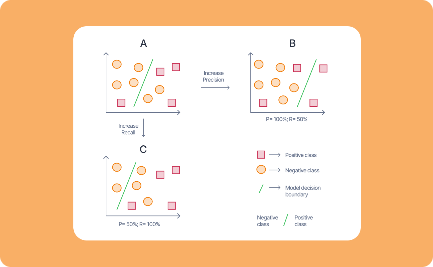 A
B
Increase
Precision
P= 100%; R= 50%
Increase
Recall
C
Positive class
Negative class
Model decision
boundary
P= 50%; R= 100%
Negative
class
Positive
class